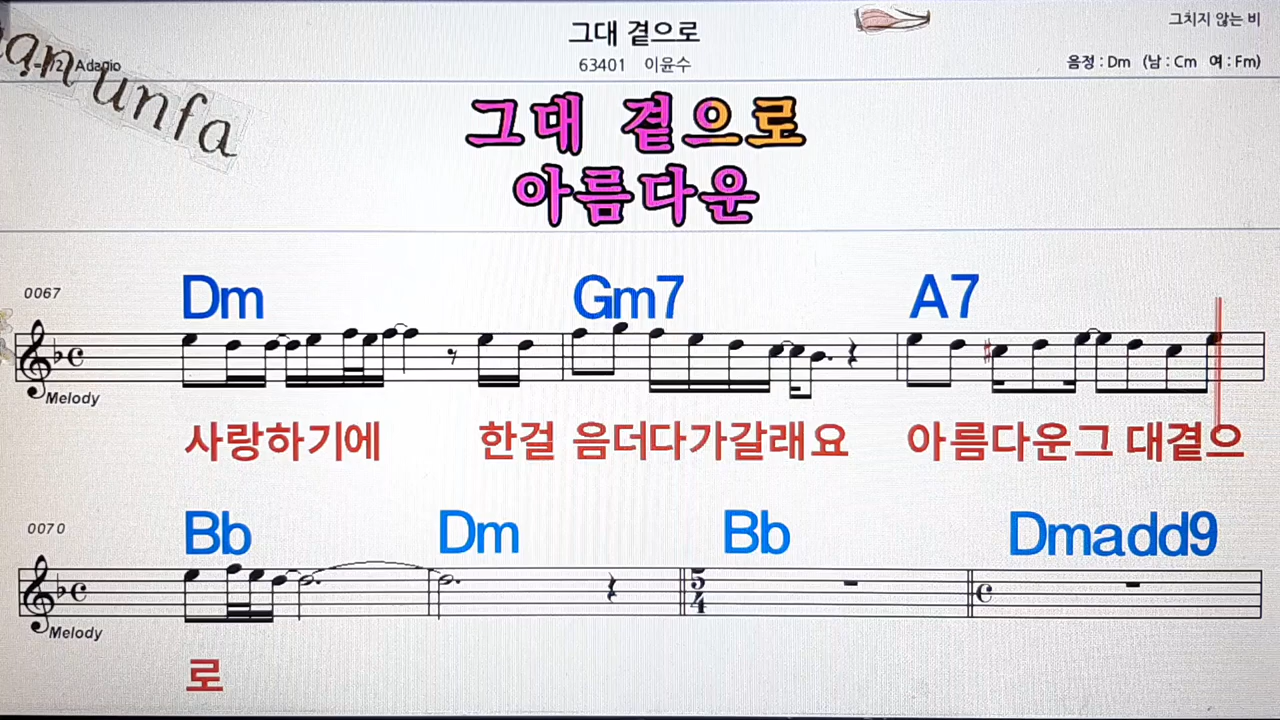 그대 곁으로
63401 이윤수
그치지 않는 비
음정 : Dm (남 : Cm 여 : Fm)
Adagio
unfa
그대 곁으로
아름다운
0067
Dm Gm7 A7
Melody
사랑하기에 한걸 음더다가갈래요 아름다운그 대곁으
0070
Bb Dm Bb Dmadd9
5
4
Melody
로